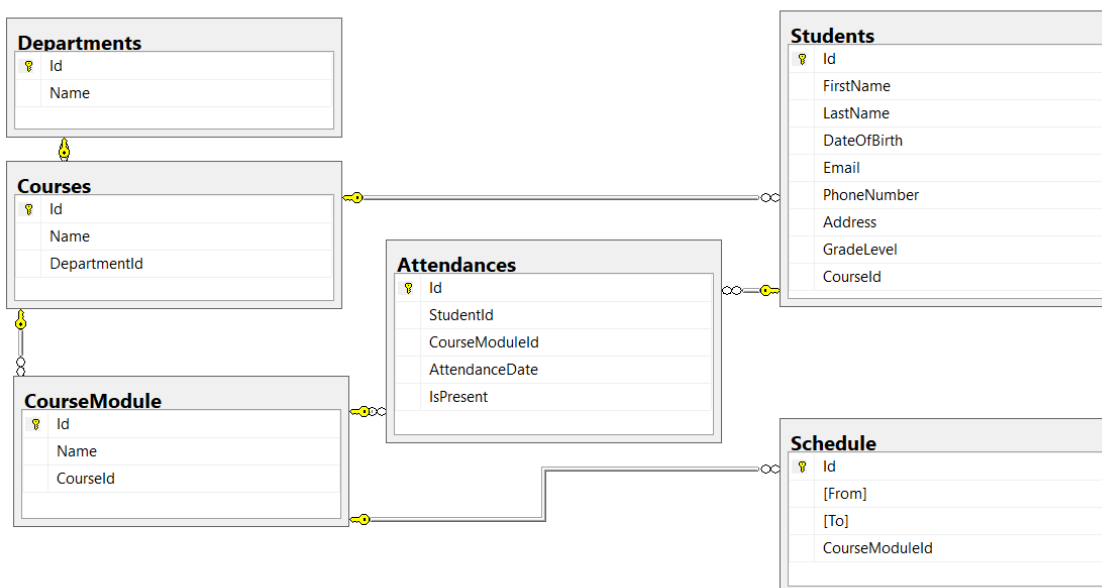 Departments
Id
Name
Courses
Id
Name
DepartmentId
CourseModule
Id
Name
CourseId
Attendances
Id
StudentId
CourseModuleId
AttendanceDate
IsPresent
Students
Id
FirstName
LastName
DateOfBirth
Email
PhoneNumber
Address
GradeLevel
CourseId
Schedule
Id
[From]
[To]
CourseModuleId